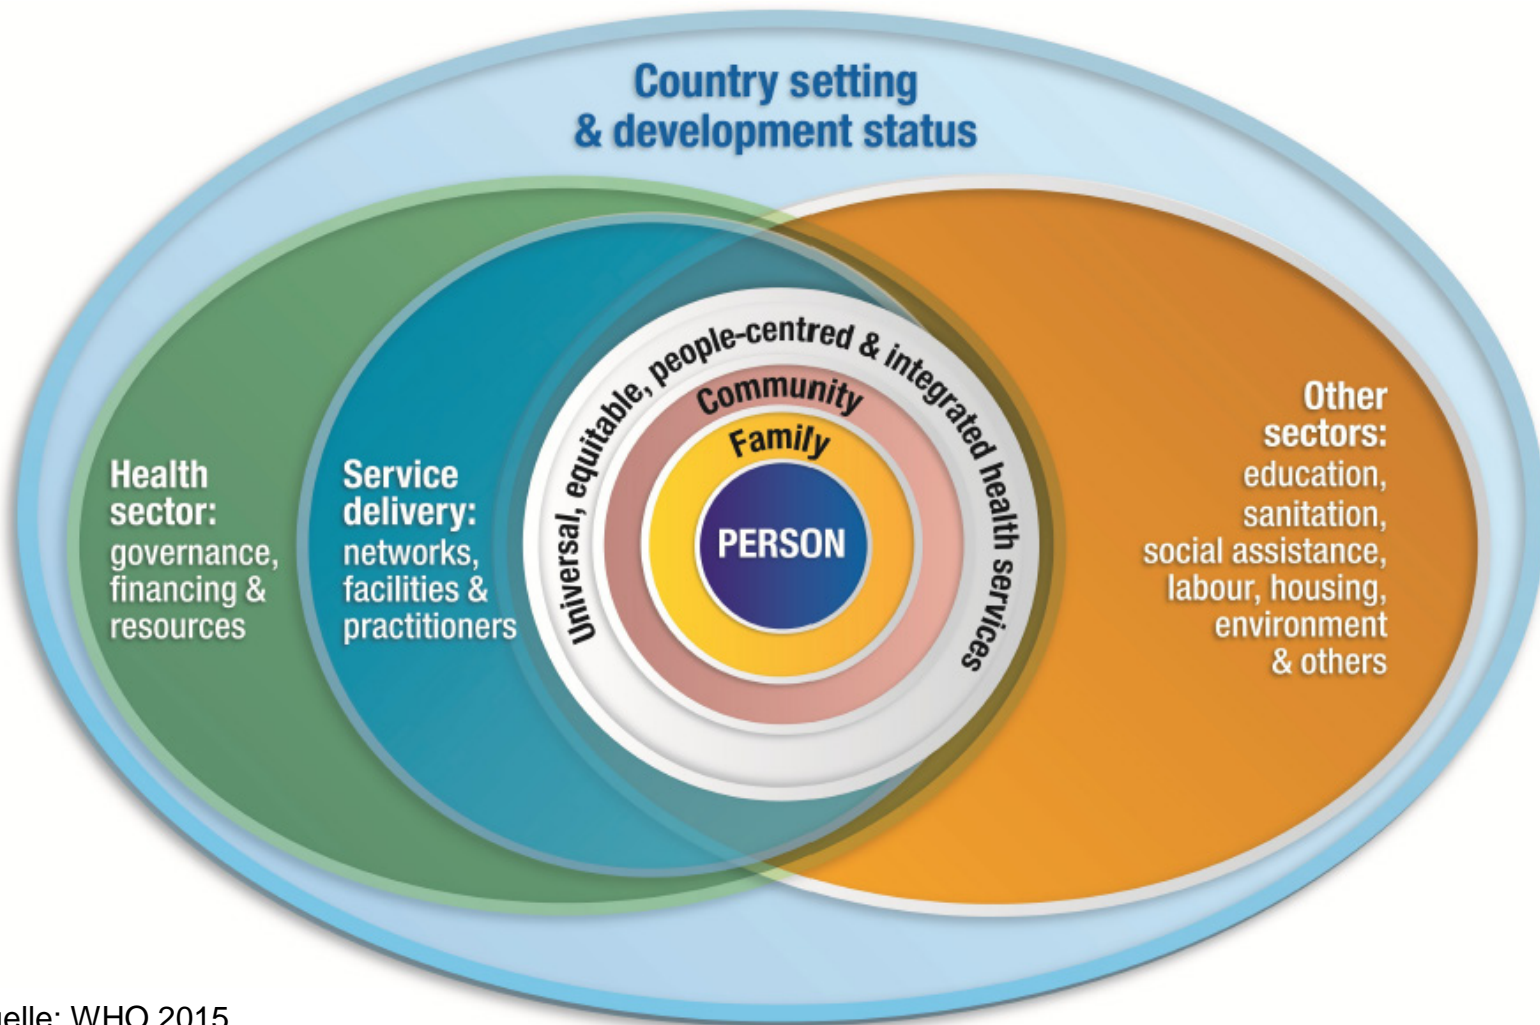 Country setting
& development status
Universal, equitable, people-centred & integrated health services
Community
Family
PERSON
Health
sector:
governance,
financing &
resources
Service
delivery:
networks,
facilities &
practitioners
Other
sectors:
education,
sanitation,
social assistance,
labour, housing,
environment
& others
elle: WHO 2015